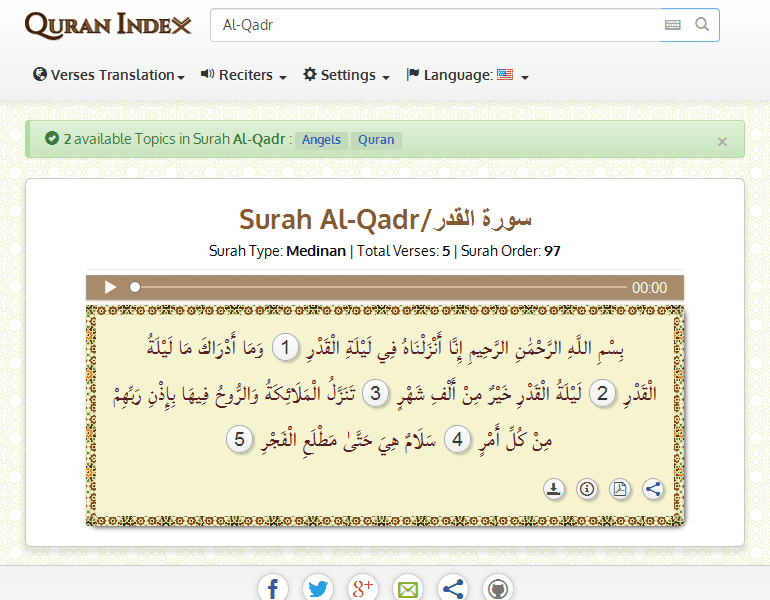 QURAN INDEX
Al-Qadr
Verses Translation Reciters Settings Language:
2 available Topics in Surah Al-Qadr : Angels Quran ×
Surah Al-Qadr/سورة القدر
Surah Type: Medinan | Total Verses: 5 | Surah Order: 97
00:00
بِسْمِ اللَّهِ الرَّحْمَٰنِ الرَّحِيمِ إِنَّا أَنْزَلْنَاهُ فِي لَيْلَةِ الْقَدْرِ 1 وَمَا أَدْرَاكَ مَا لَيْلَةُ
الْقَدْرِ 2 لَيْلَةُ الْقَدْرِ خَيْرٌ مِنْ أَلْفِ شَهْرٍ 3 تَنَزَّلُ الْمَلَائِكَةُ وَالرُّوحُ فِيهَا بِإِذْنِ رَبِّهِمْ
مِنْ كُلِّ أَمْرٍ 4 سَلَامٌ هِيَ حَتَّىٰ مَطْلَعِ الْفَجْرِ 5